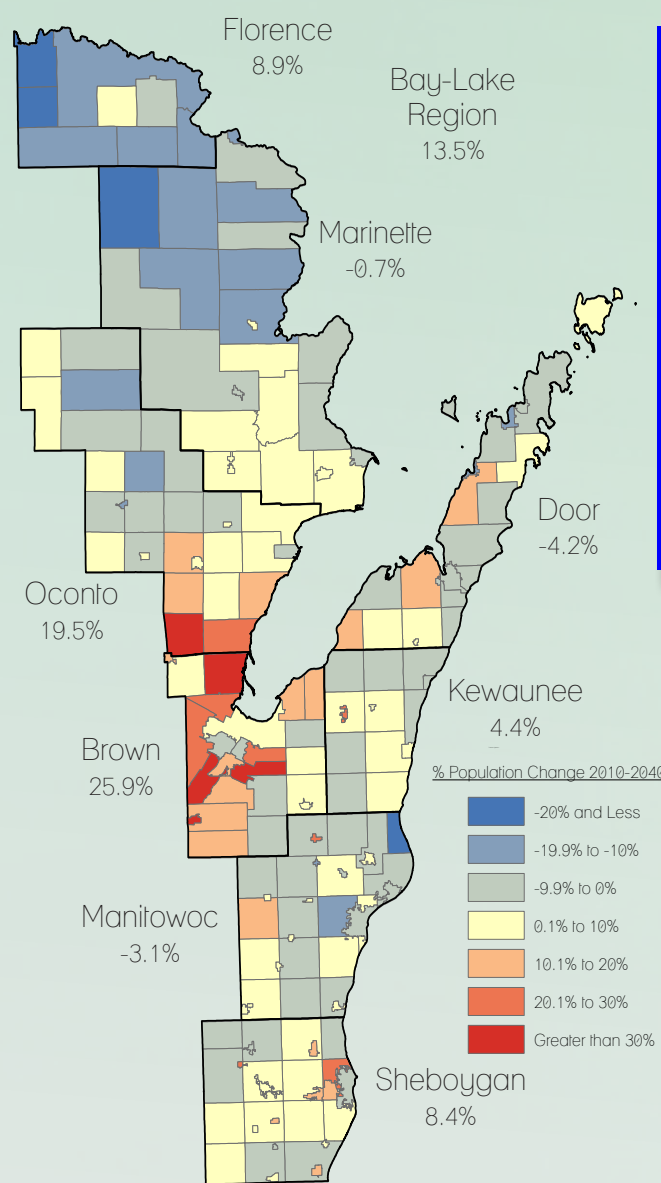 Florence
8.9%
Bay-Lake
Region
13.5%
Marinette
-0.7%
Door
-4.2%
Oconto
19.5%
Kewaunee
4.4%
Brown
25.9%
% Population Change 2010-2040
-20% and Less
-19.9% to -10%
-9.9% to 0%
0.1% to 10%
10.1% to 20%
20.1% to 30%
Greater than 30%
Manitowoc
-3.1%
Sheboygan
8.4%